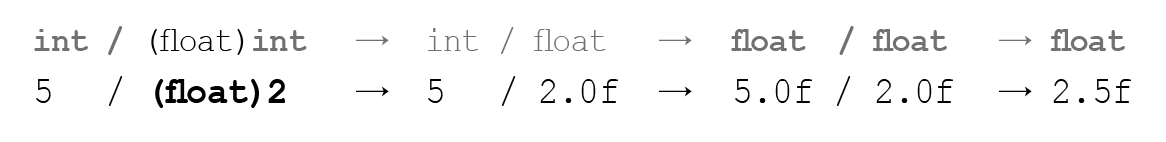 int / (float)int → int / float → float / float → float
5 / (float)2 → 5 / 2.0f → 5.0f / 2.0f → 2.5f